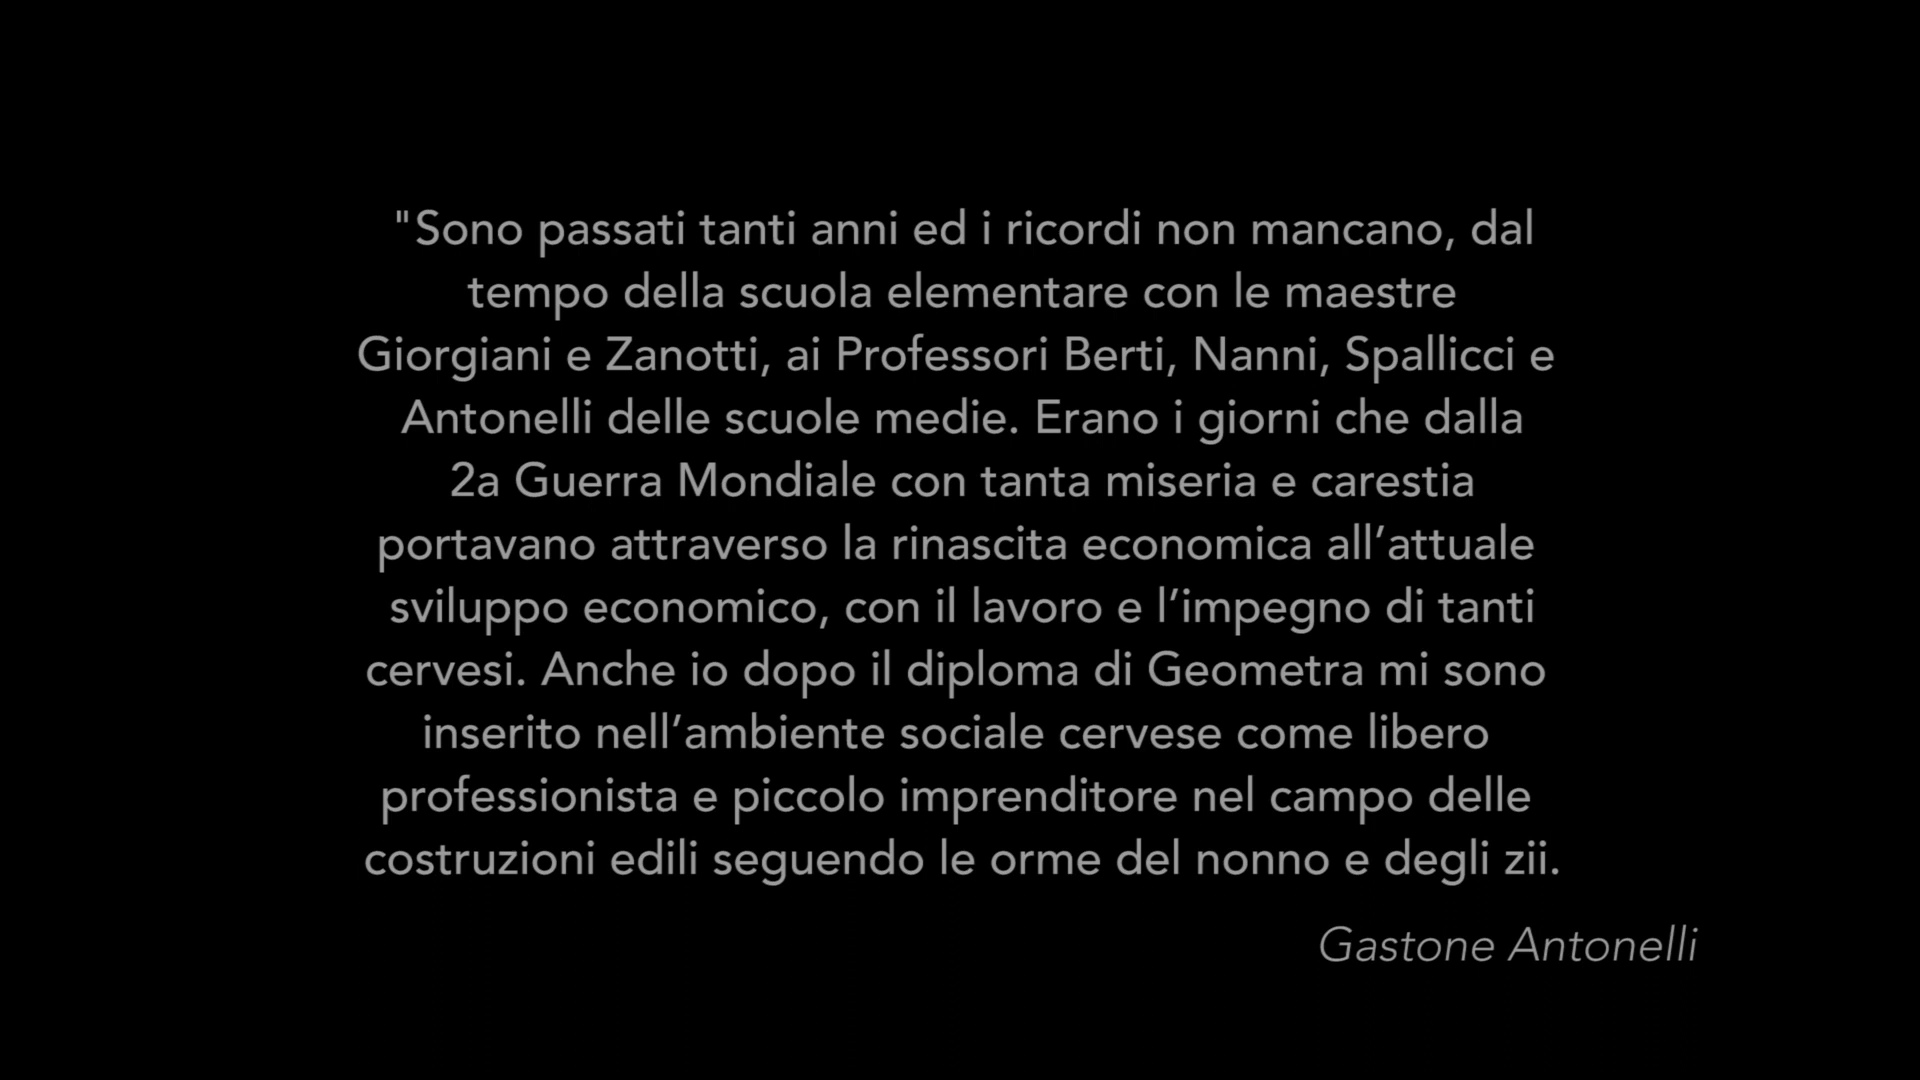 "Sono passati tanti anni ed i ricordi non mancano, dal
tempo della scuola elementare con le maestre
Giorgiani e Zanotti, ai Professori Berti, Nanni, Spallicci e
Antonelli delle scuole medie. Erano i giorni che dalla
2a Guerra Mondiale con tanta miseria e carestia
portavano attraverso la rinascita economica all’attuale
sviluppo economico, con il lavoro e l’impegno di tanti
cervesi. Anche io dopo il diploma di Geometra mi sono
inserito nell’ambiente sociale cervese come libero
professionista e piccolo imprenditore nel campo delle
costruzioni edili seguendo le orme del nonno e degli zii.
Gastone Antonelli